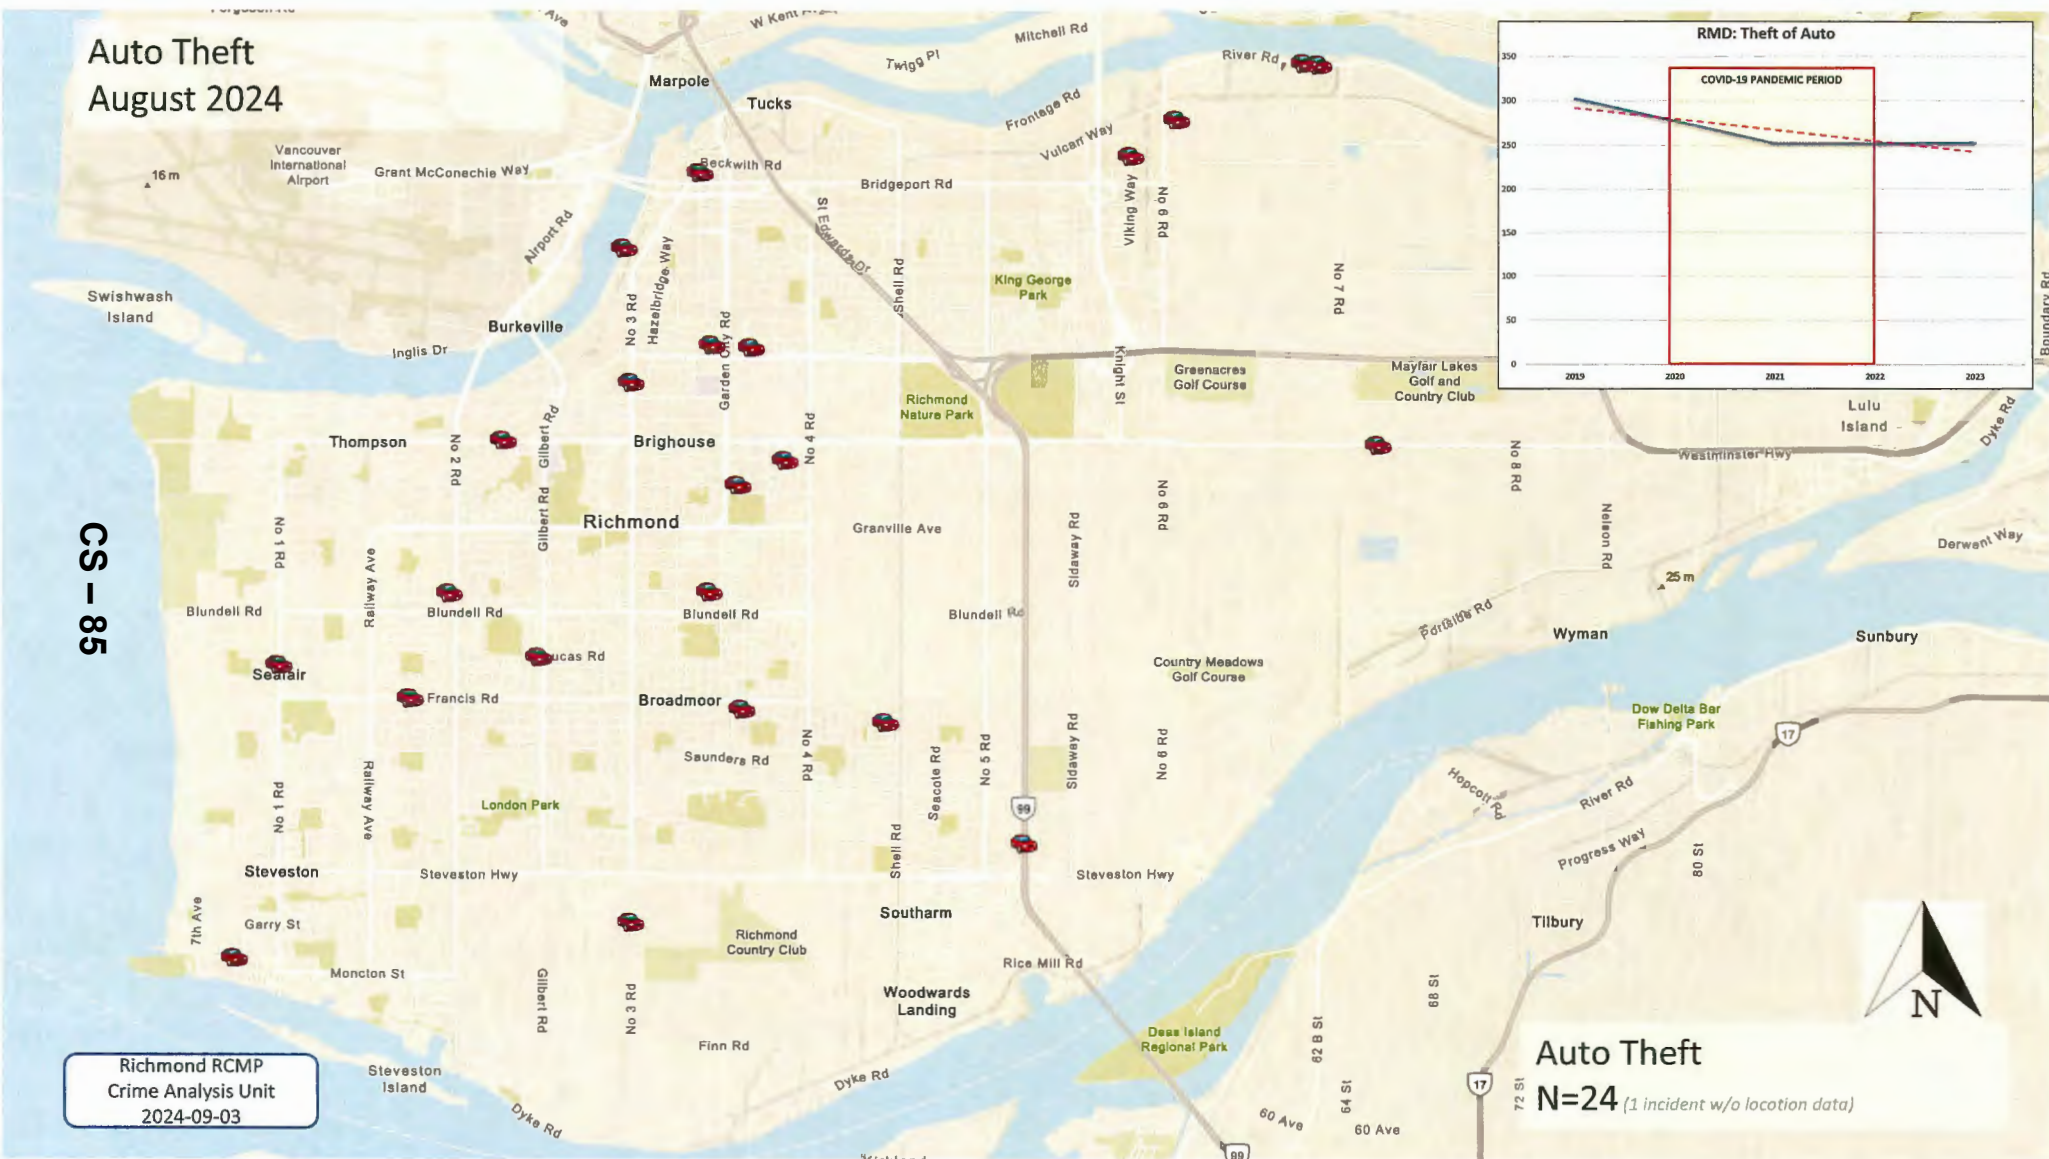 Auto Theft
August 2024
W Kent
Mitchell Rd
Twigg Pl
River Rd
Marpole
Tucks
Frontage Rd
Vulcan Way
Vancouver
International
Airport
16 m
Grant McConechie Way
Beckwith Rd
Bridgeport Rd
Viking Way
No 6 Rd
Airport Rd
St Edwards Dr
Shell Rd
King George
Park
No 7 Rd
Swishwash
Island
Burkeville
Inglis Dr
No 3 Rd
Hazelbridge Way
Garden City Rd
Knight St
Greenacres
Golf Course
Mayfair Lakes
Golf and
Country Club
Richmond
Nature Park
RMD: Theft of Auto
COVID-19 PANDEMIC PERIOD
350
300
250
200
150
100
50
0
2019
2020
2021
2022
2023
Boundary Rd
Lulu
Island
Dyke Rd
Thompson
No 2 Rd
Gilbert Rd
Brighouse
No 4 Rd
Westminster Hwy
No 8 Rd
Gilbert Rd
Richmond
Granville Ave
No 6 Rd
Sidaway Rd
Nelson Rd
Derwent Way
25 m
CS – 85
No 1 Rd
Railway Ave
Blundell Rd
Blundell Rd
Blundell Rd
Blundell Rd
Portside Rd
Wyman
Sunbury
Seafair
Francis Rd
Broadmoor
Country Meadows
Golf Course
Dow Delta Bar
Fishing Park
17
Saunders Rd
No 4 Rd
Seacote Rd
No 5 Rd
Sidaway Rd
No 6 Rd
Hopcott Rd
River Rd
Progress Way
80 St
No 1 Rd
Railway Ave
London Park
99
Shell Rd
Steveston
Steveston Hwy
Steveston Hwy
7th Ave
Garry St
Southarm
Tilbury
Richmond
Country Club
Moncton St
Rice Mill Rd
Gilbert Rd
No 3 Rd
Woodwards
Landing
68 St
N
Finn Rd
Deas Island
Regional Park
62 B St
Steveston
Island
Dyke Rd
Dyke Rd
64 St
60 Ave
60 Ave
17
72 St
99
Richmond RCMP
Crime Analysis Unit
2024-09-03
Auto Theft
N=24 (1 incident w/o location data)